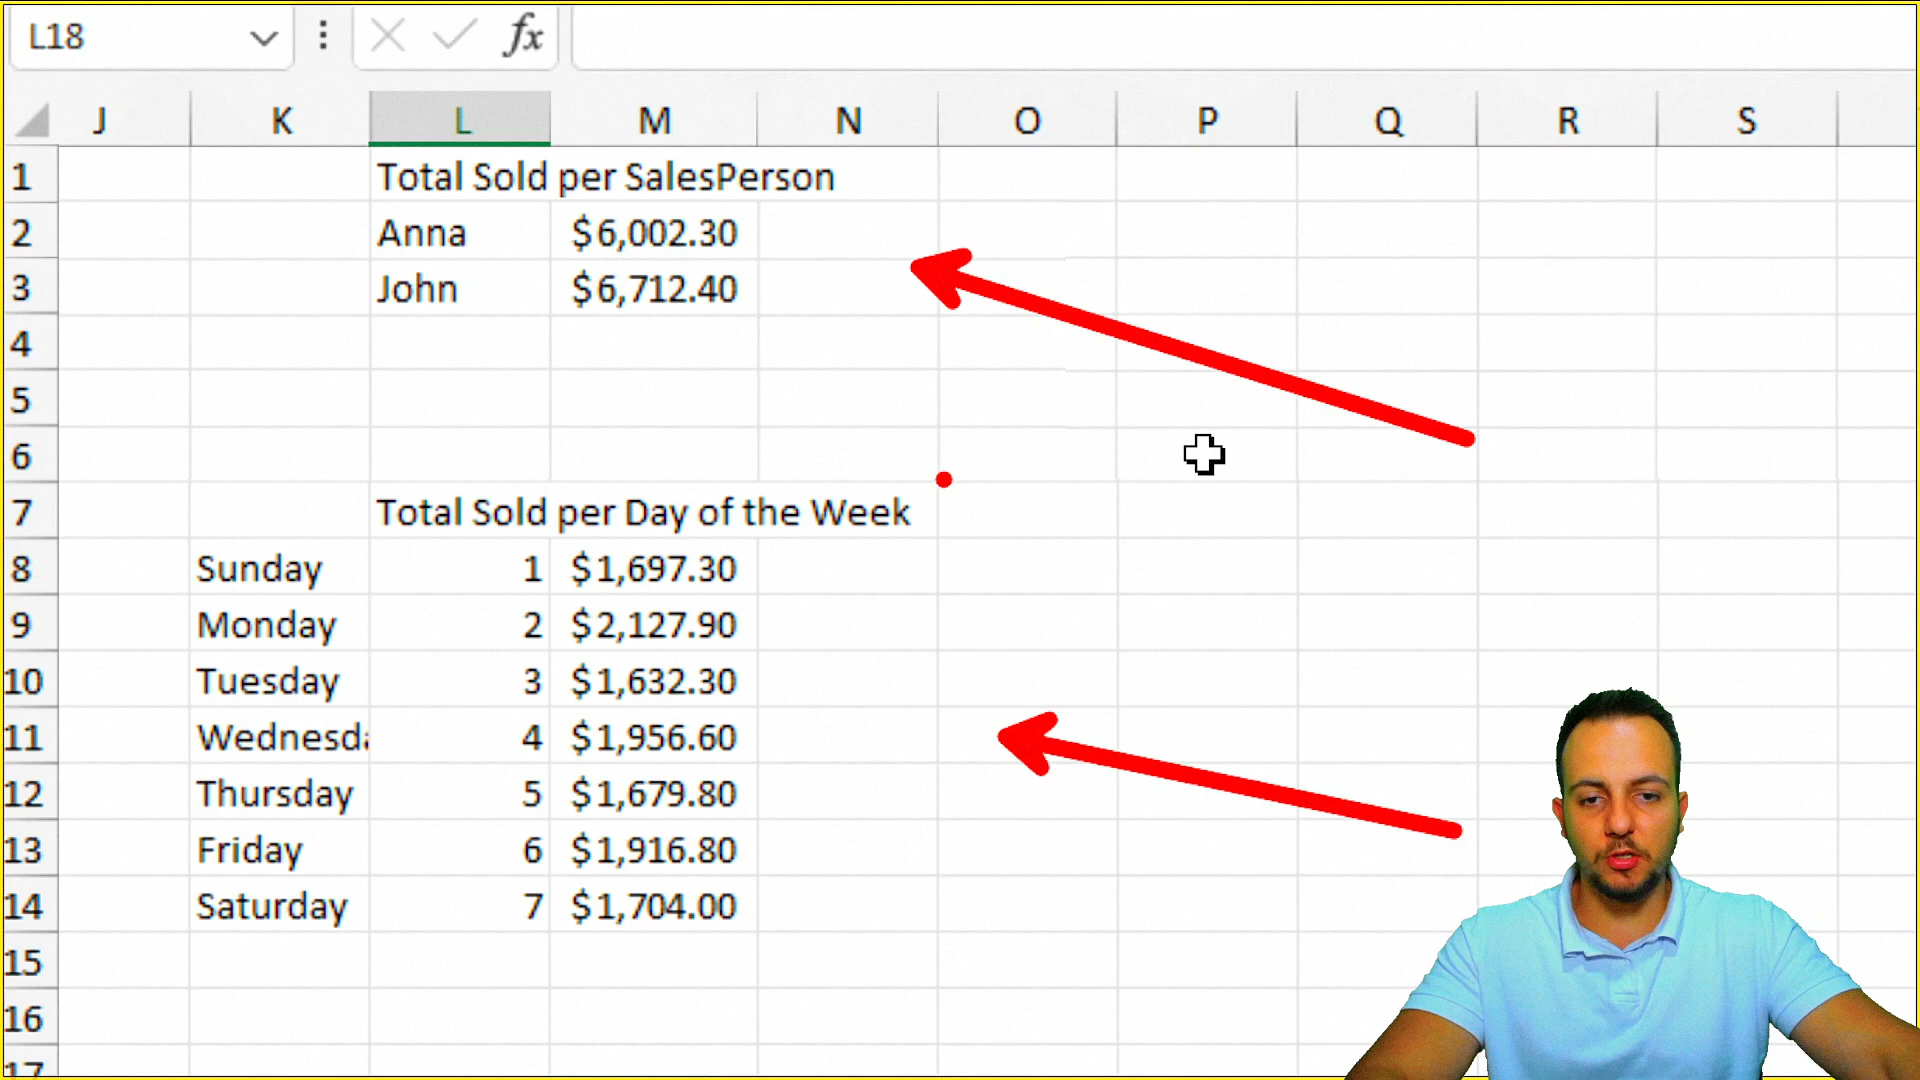 L18 fx
J K L M N O P Q R S
1 Total Sold per SalesPerson
2 Anna $6,002.30
3 John $6,712.40
4
5
6
7 Total Sold per Day of the Week
8 Sunday 1 $1,697.30
9 Monday 2 $2,127.90
10 Tuesday 3 $1,632.30
11 Wednesda 4 $1,956.60
12 Thursday 5 $1,679.80
13 Friday 6 $1,916.80
14 Saturday 7 $1,704.00
15
16
17